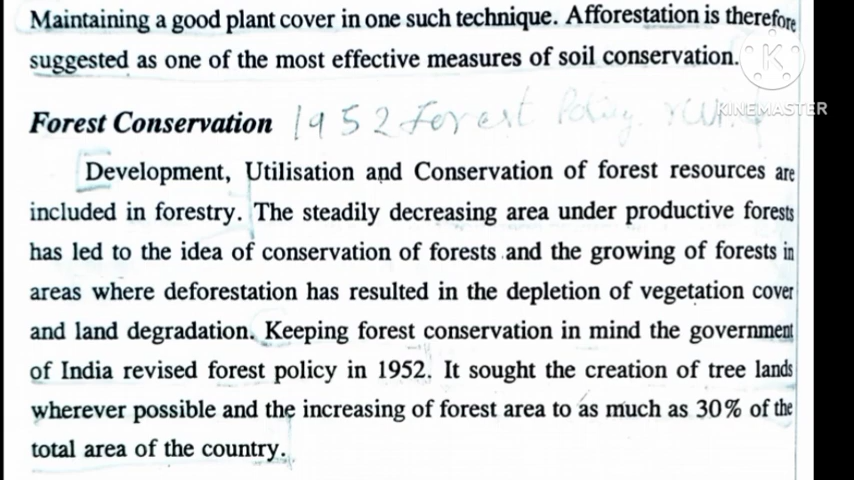 Maintaining a good plant cover in one such technique. Afforestation is therefore
suggested as one of the most effective measures of soil conservation.
K
KINEMASTER
Forest Conservation 1952 Forest Policy
Development, Utilisation and Conservation of forest resources are
included in forestry. The steadily decreasing area under productive forests
has led to the idea of conservation of forests and the growing of forests in
areas where deforestation has resulted in the depletion of vegetation cover
and land degradation. Keeping forest conservation in mind the government
of India revised forest policy in 1952. It sought the creation of tree lands
wherever possible and the increasing of forest area to as much as 30% of the
total area of the country.